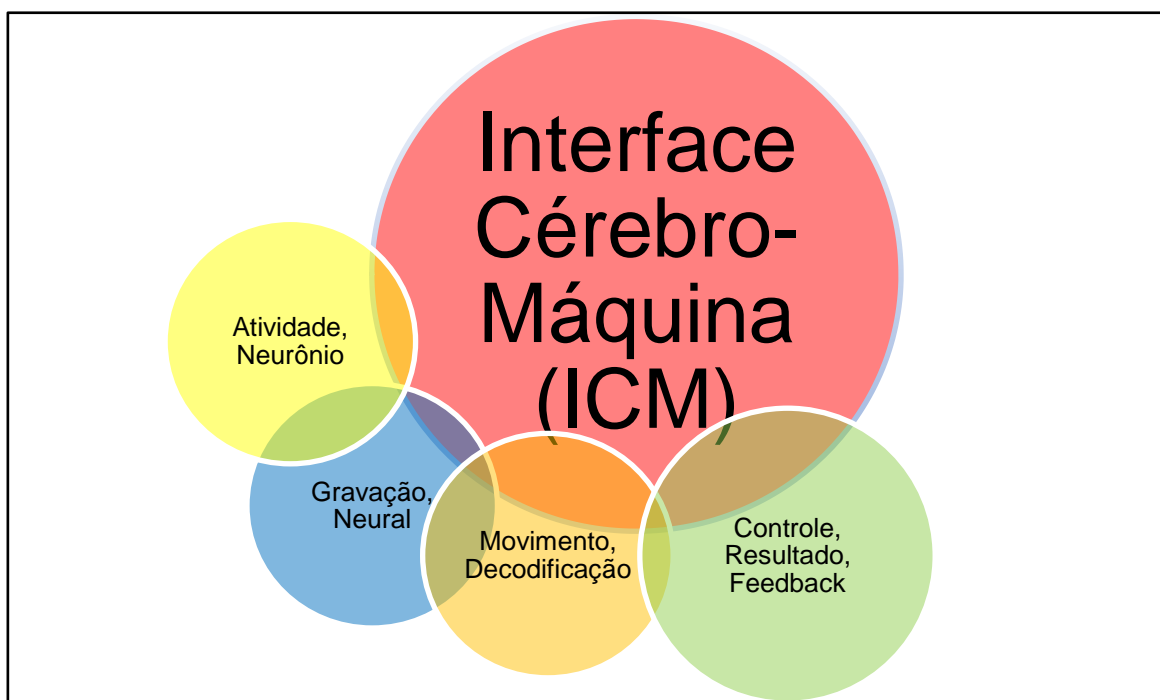 Interface
Cérebro-
Máquina
(ICM)
Atividade,
Neurônio
Gravação,
Neural
Movimento,
Decodificação
Controle,
Resultado,
Feedback